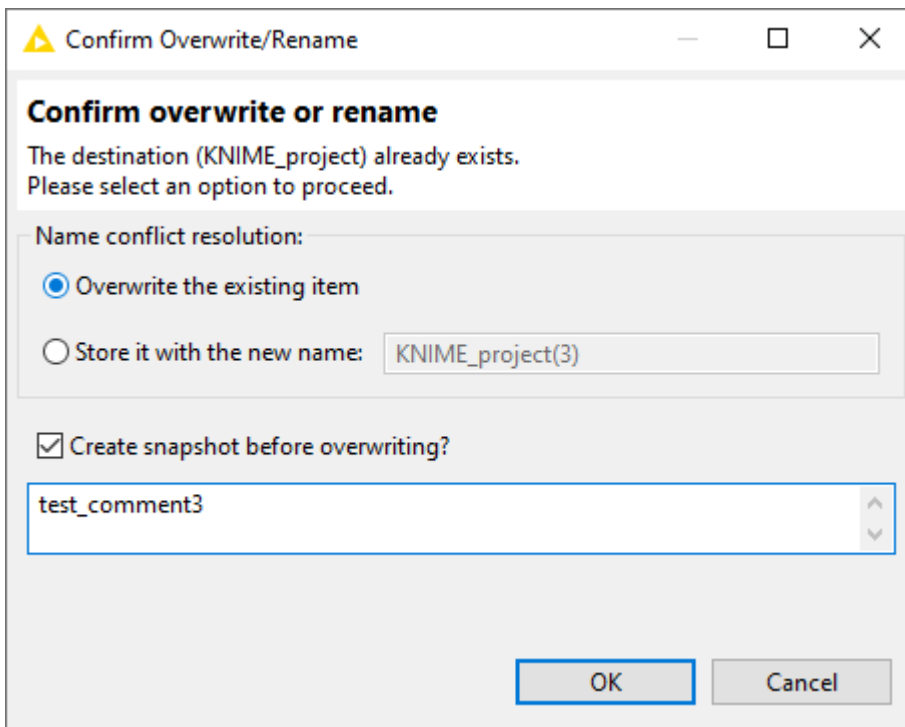 Confirm Overwrite/Rename
Confirm overwrite or rename
The destination (KNIME_project) already exists.
Please select an option to proceed.
Name conflict resolution:
Overwrite the existing item
Store it with the new name: KNIME_project(3)
Create snapshot before overwriting?
test_comment3
OK Cancel